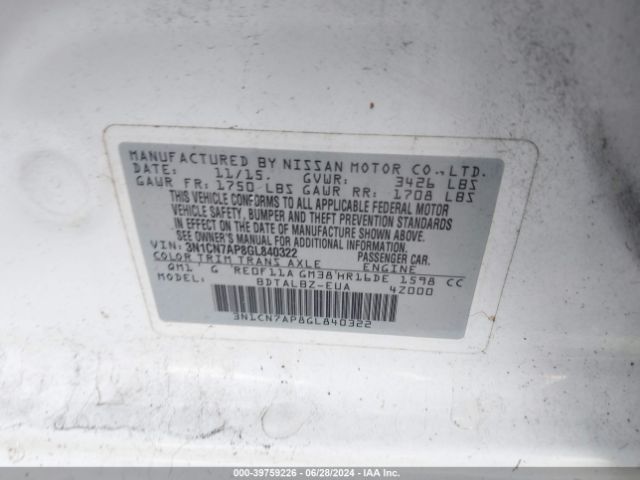 MANUFACTURED BY NISSAN MOTOR CO., LTD.
DATE: 11/15. GVWR: 3426 LBS
GAWR FR: 1750 LBS GAWR RR: 1708 LBS
THIS VEHICLE CONFORMS TO ALL APPLICABLE FEDERAL MOTOR
VEHICLE SAFETY, BUMPER AND THEFT PREVENTION STANDARDS
IN EFFECT ON THE DATE OF MANUFACTURE SHOWN ABOVE.
SEE OWNER'S MANUAL OR ADDITIONAL INFO.
VIN: 3N1CN7AP8GL840322 PASSENGER CAR.
COLOR TRIM TRANS AXLE ENGINE
QM1 G RE0F11A GM38 HR16DE 1598 CC
MODEL: BDTALBZ-EUA 42000
3N1CN7AP8GL840322
000-39759226 - 06/28/2024 - IAA Inc.